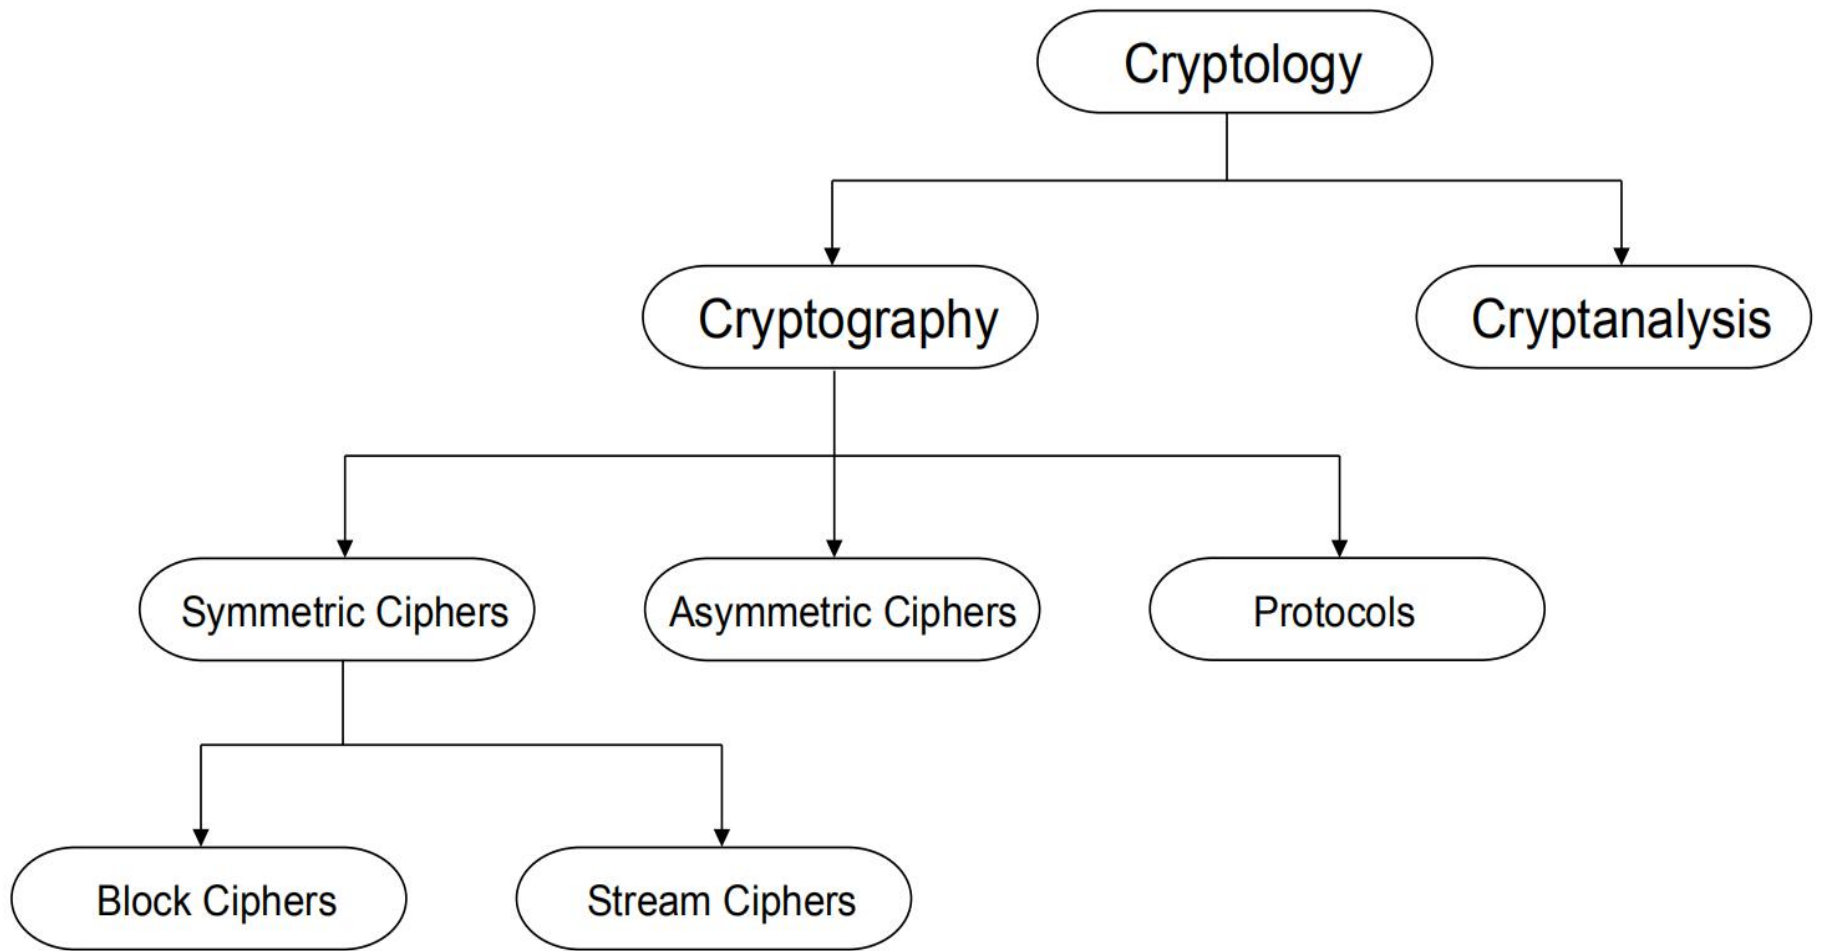 Cryptology
Cryptography
Cryptanalysis
Symmetric Ciphers
Asymmetric Ciphers
Protocols
Block Ciphers
Stream Ciphers